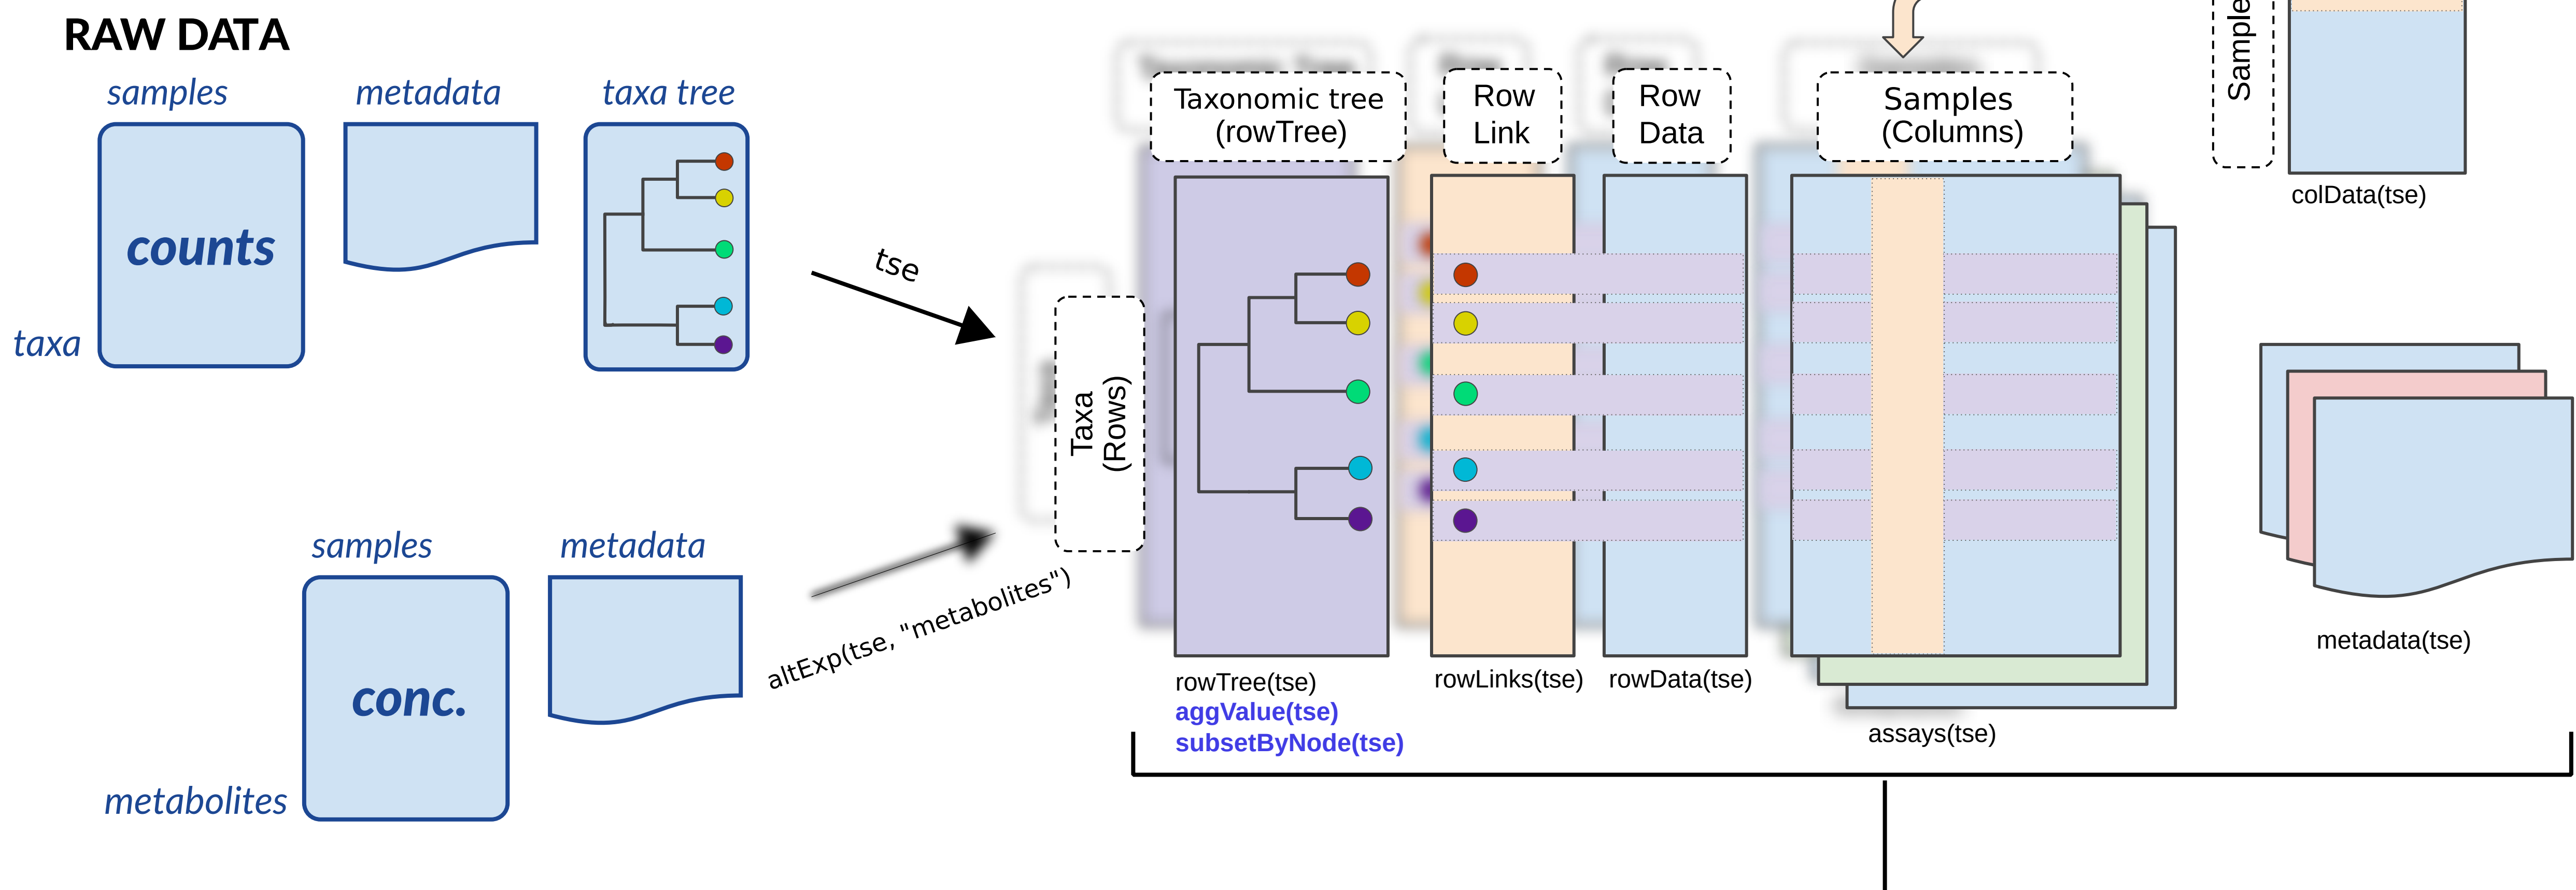 RAW DATA
samples
metadata
taxa tree
counts
taxa
tse
samples
metadata
conc.
metabolites
altExp(tse, "metabolites")
Taxa
(Rows)
Taxonomic tree
(rowTree)
Row
Link
Row
Data
Samples
(Columns)
rowTree(tse)
aggValue(tse)
subsetByNode(tse)
rowLinks(tse)
rowData(tse)
assays(tse)
colData(tse)
metadata(tse)